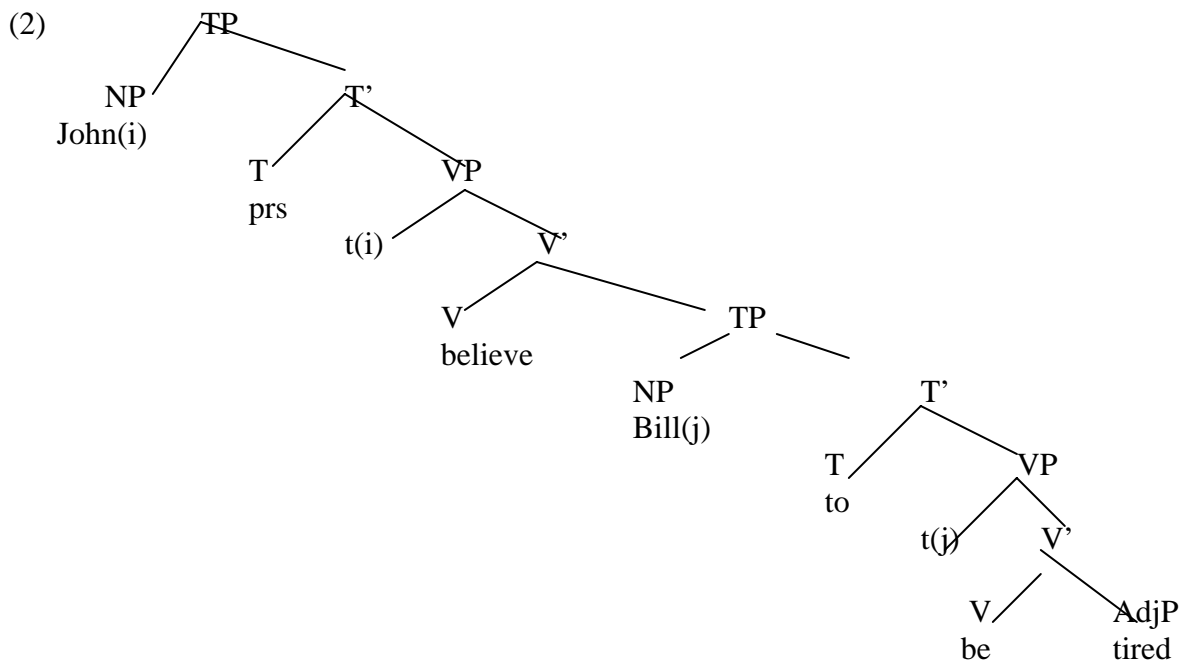 (2) TP
NP T’
John(i)
T VP
prs
t(i) V’
V TP
believe
NP T’
Bill(j)
T VP
to
t(j) V’
V AdjP
be tired